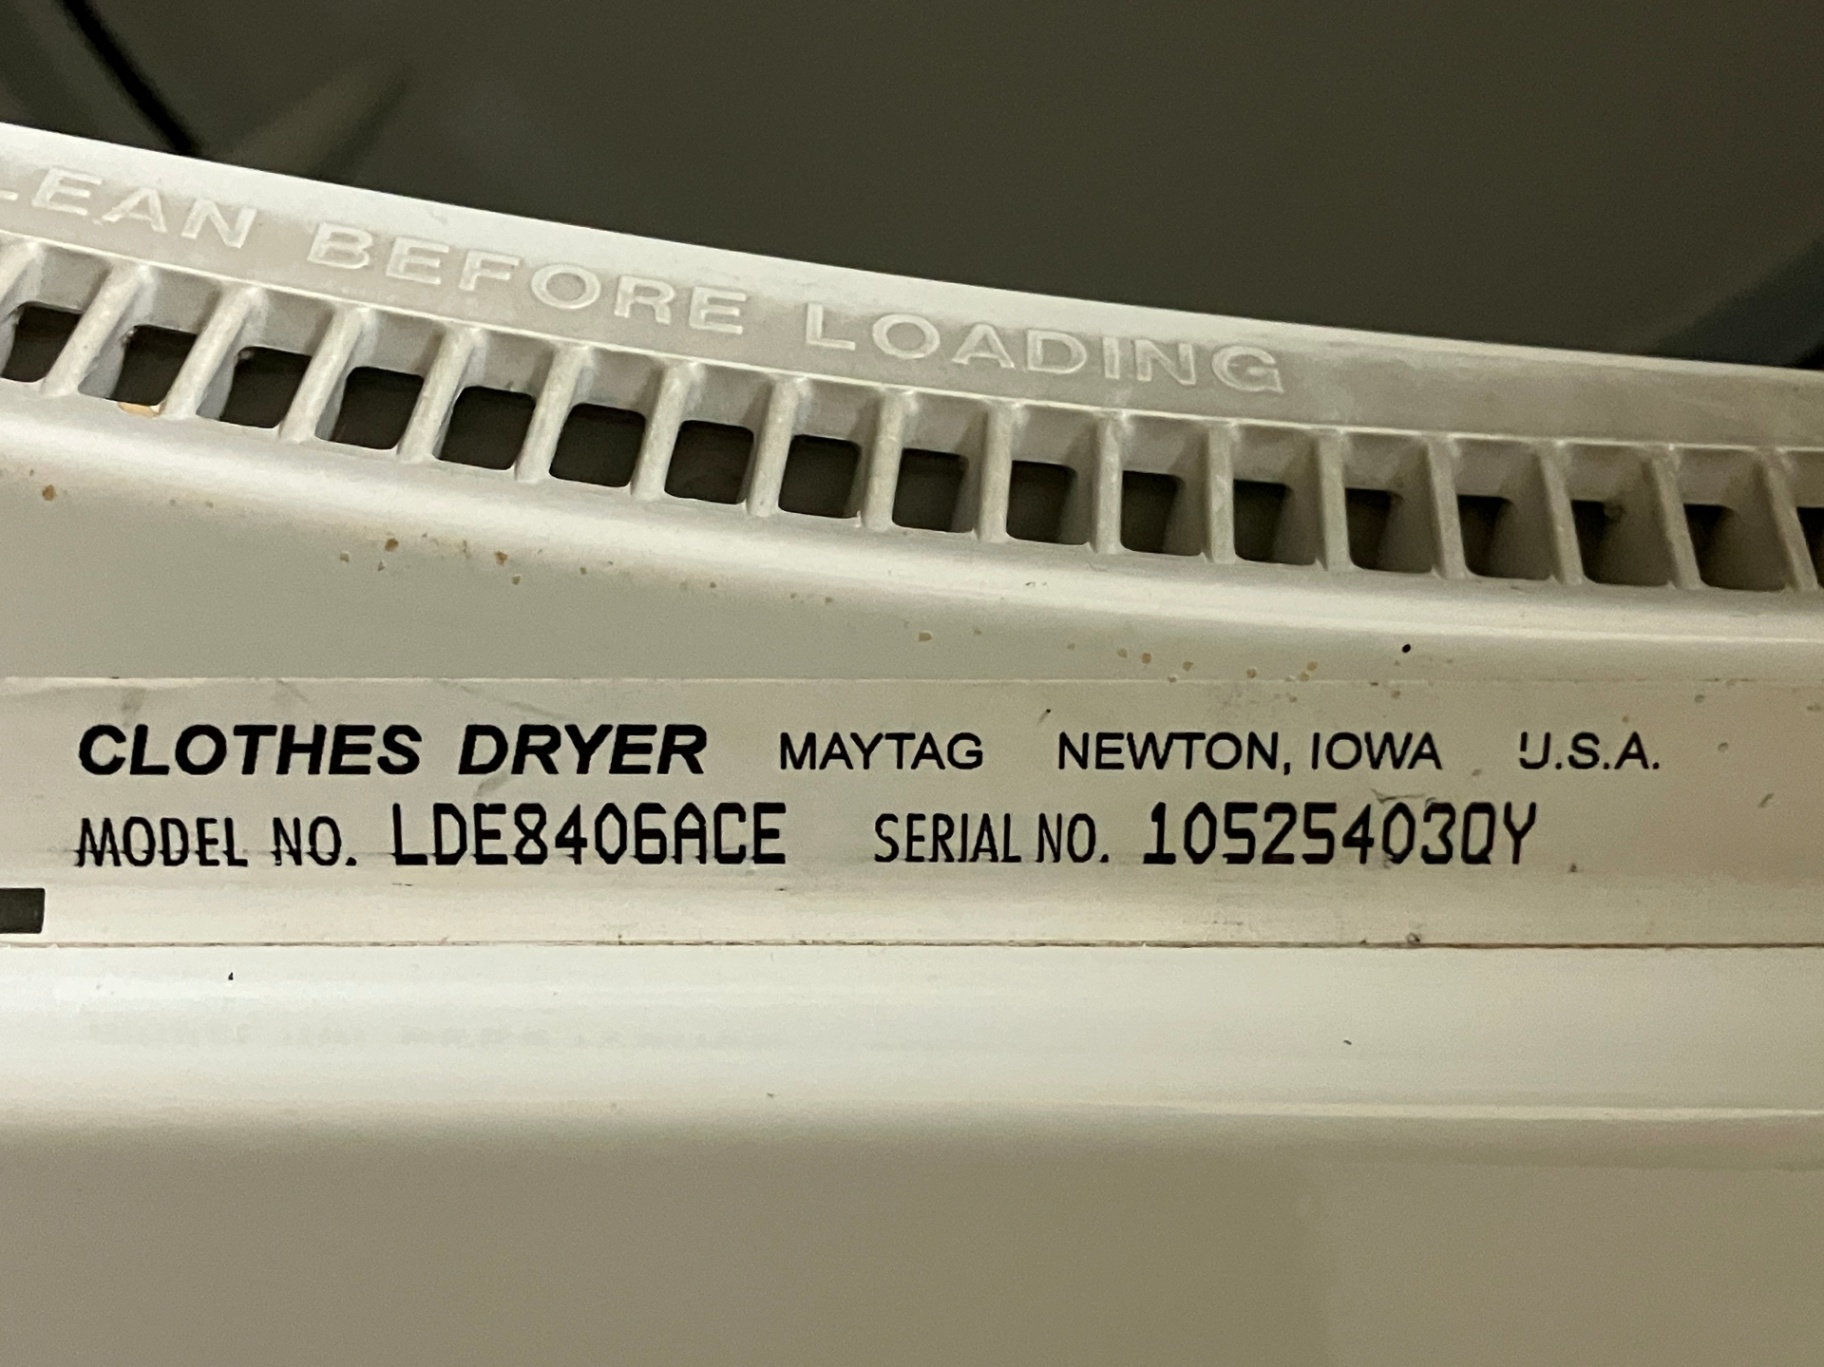 LEAN BEFORE LOADING
CLOTHES DRYER MAYTAG NEWTON, IOWA U.S.A.
MODEL NO. LDE8406ACE SERIAL NO. 10525403QY